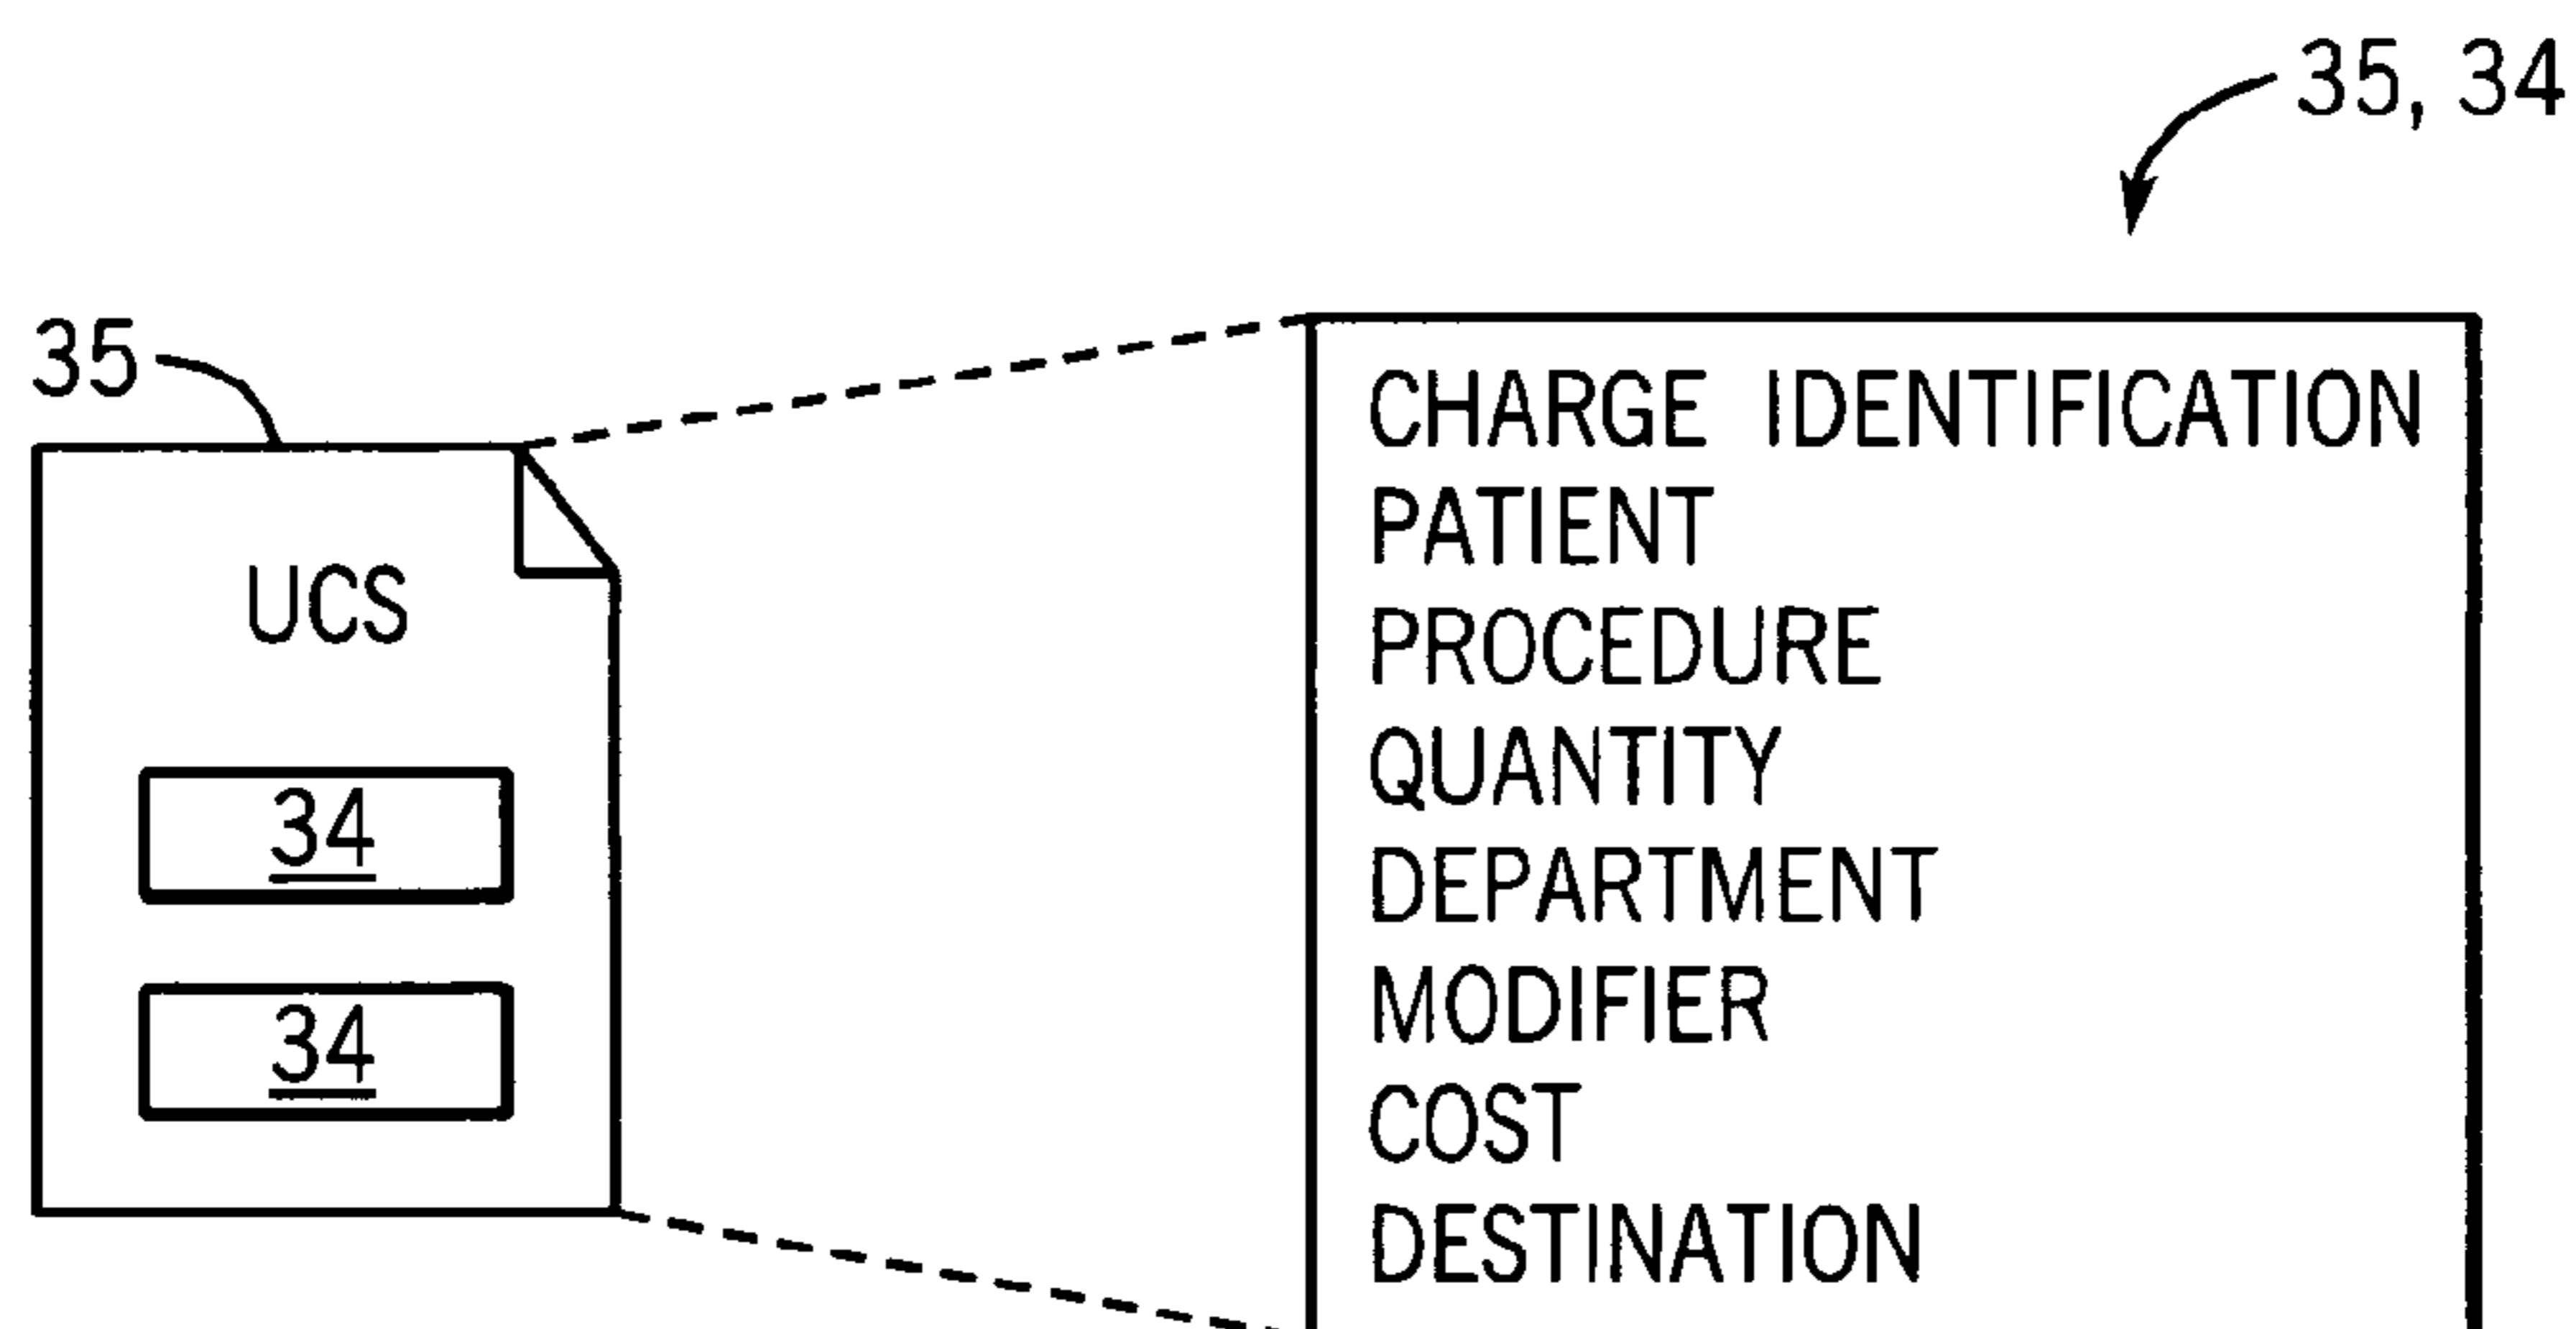 35, 34
35
UCS
34
34
CHARGE IDENTIFICATION
PATIENT
PROCEDURE
QUANTITY
DEPARTMENT
MODIFIER
COST
DESTINATION